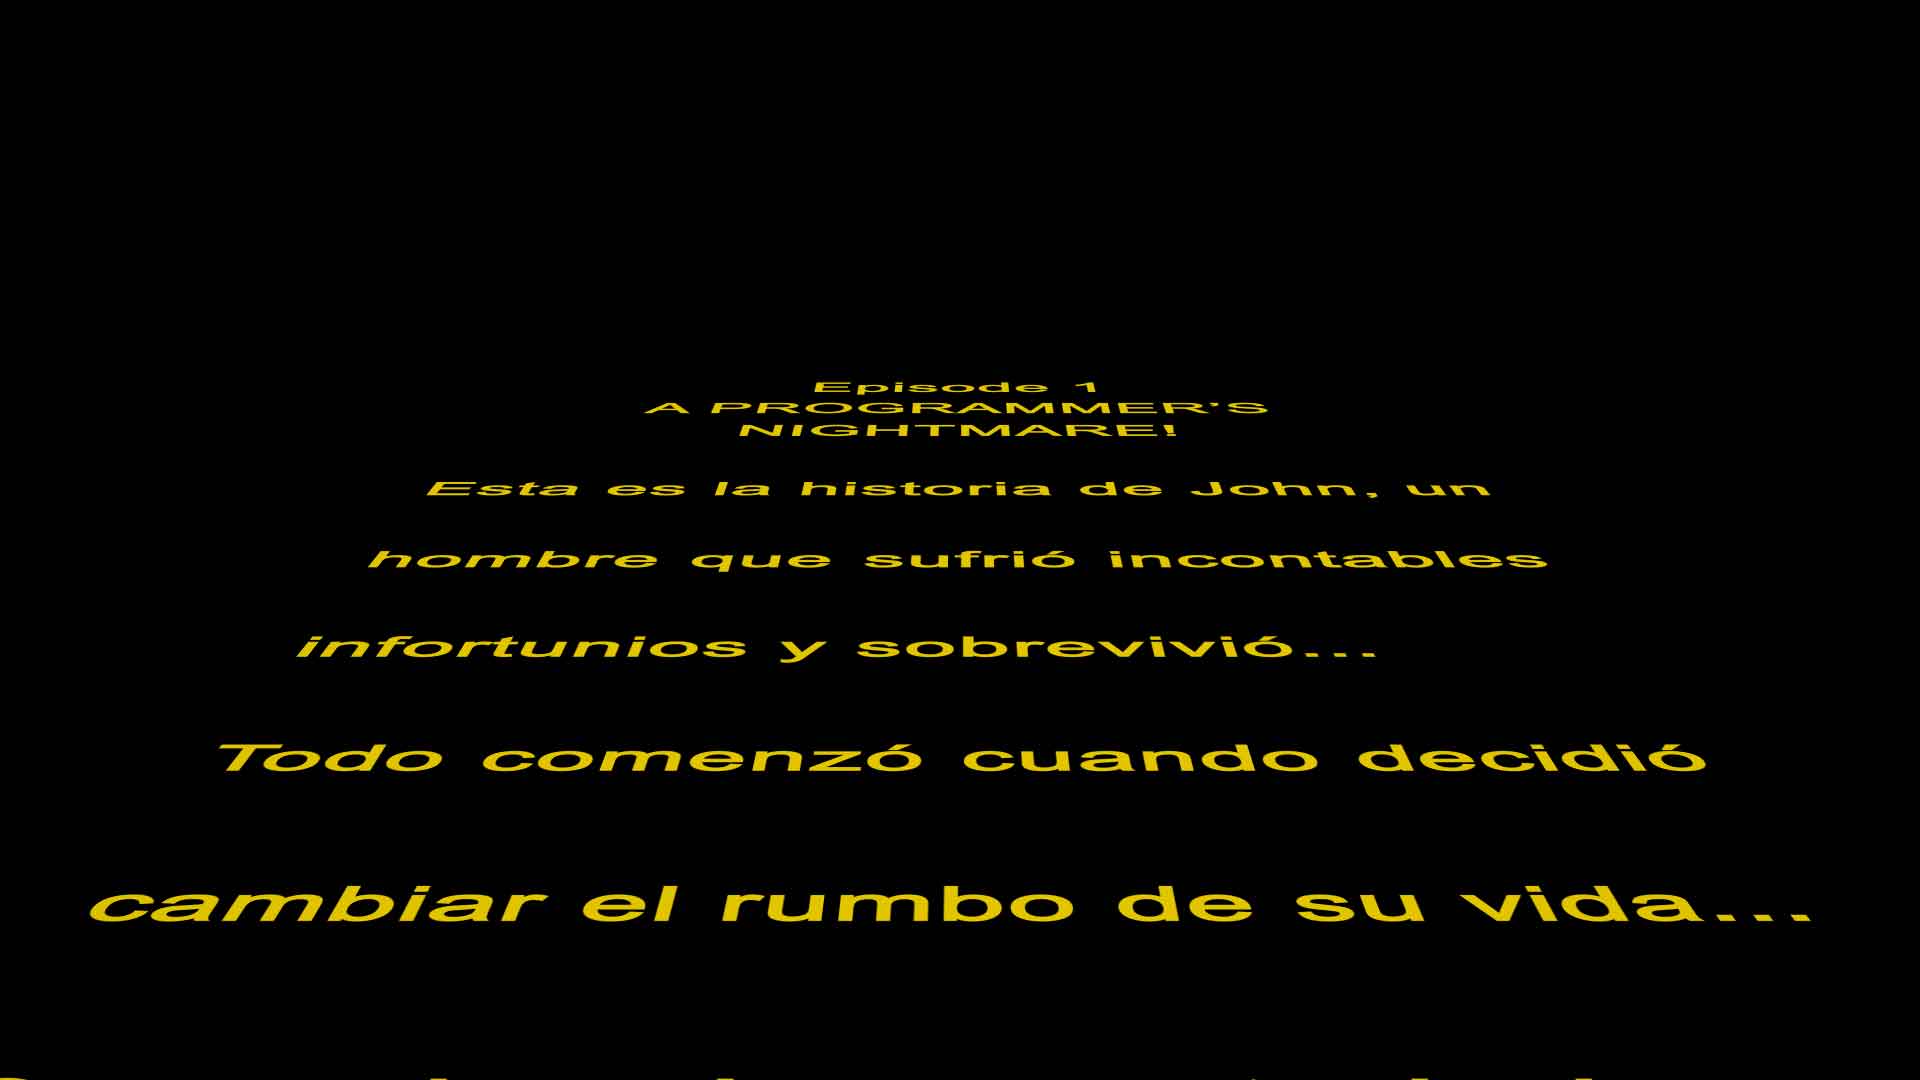 Episode 1
A PROGRAMMER'S
NIGHTMARE!
Esta es la historia de John, un
hombre que sufrió incontables
infortunios y sobrevivió...
Todo comenzó cuando decidió
cambiar el rumbo de su vida...